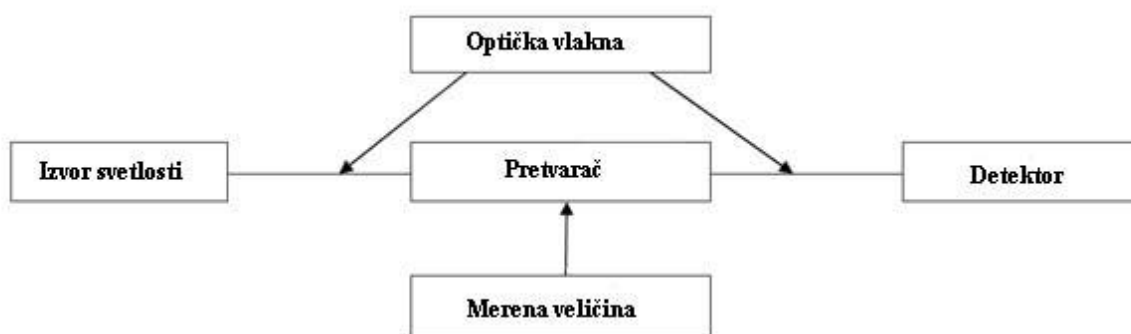 Optička vlakna
Izvor svetlosti
Pretvarač
Detektor
Merena veličina